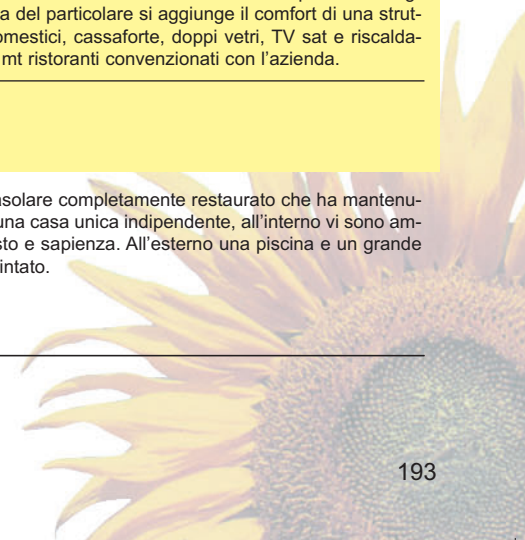 a del particolare si aggiunge il comfort di una strut-
omestici, cassaforte, doppi vetri, TV sat e riscalda-
mt ristoranti convenzionati con l'azienda.
asolare completamente restaurato che ha mantenu-
una casa unica indipendente, all'interno vi sono am-
sto e sapienza. All'esterno una piscina e un grande
intato.
193